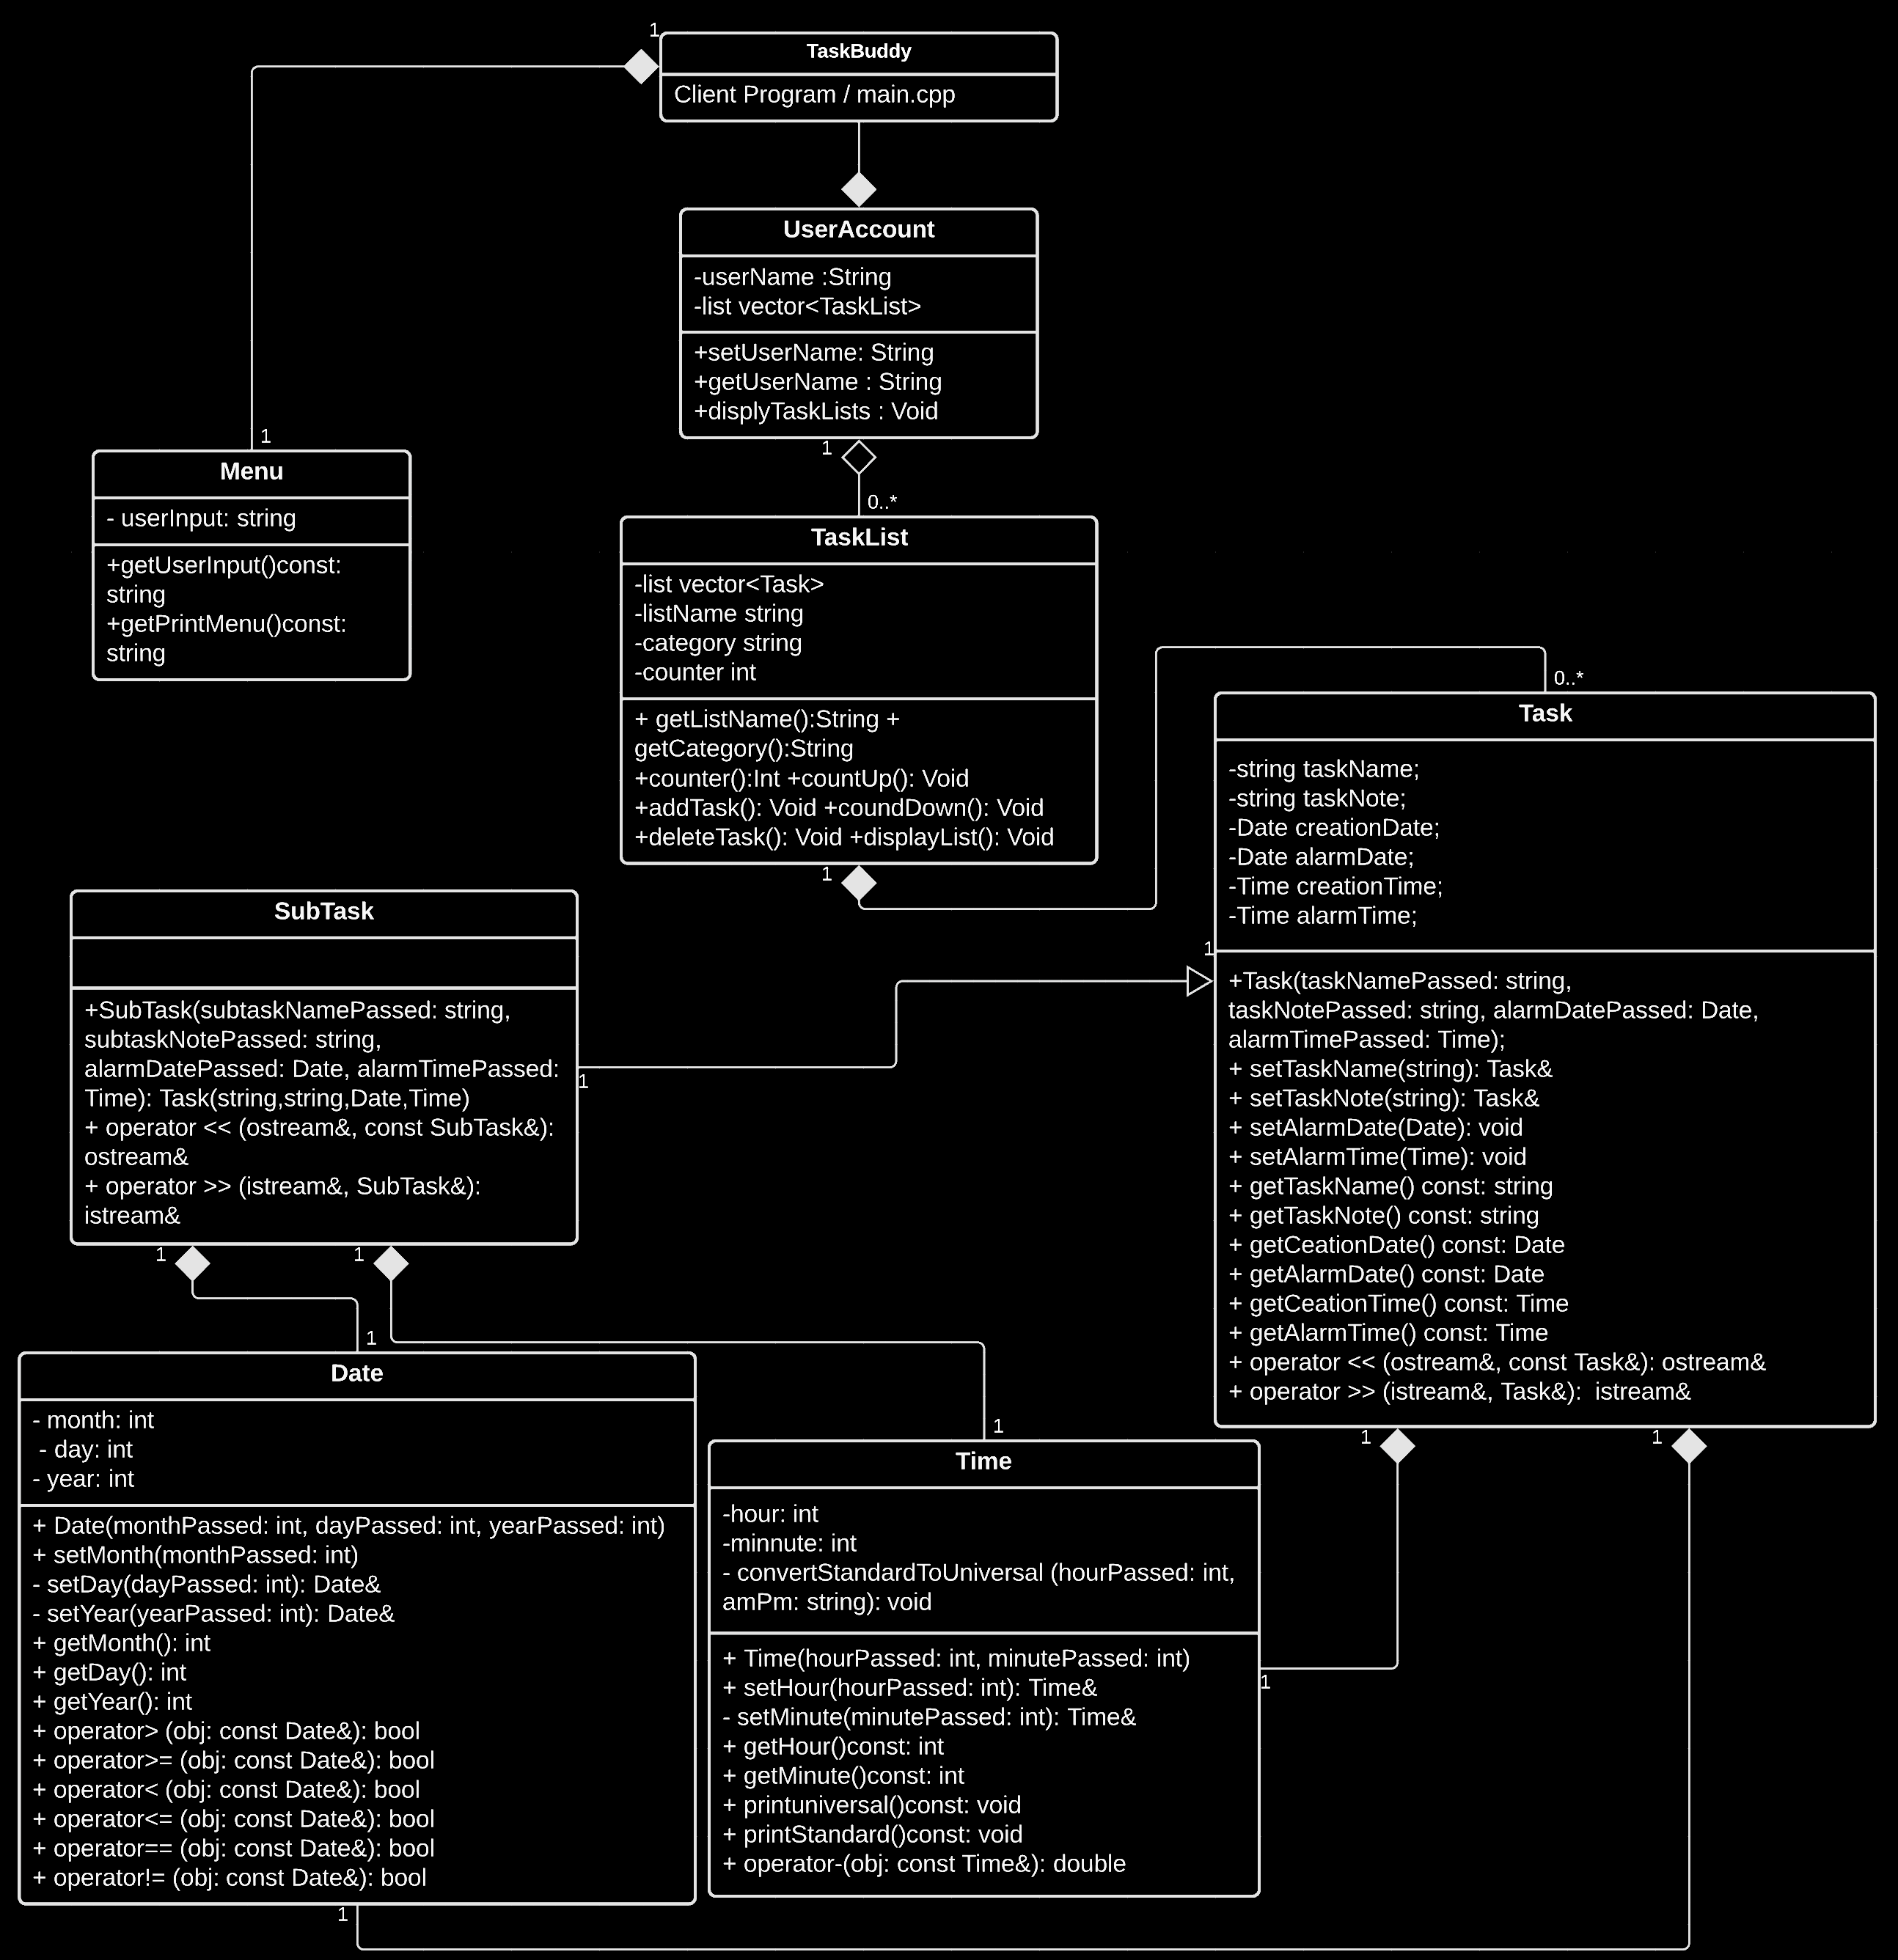 1
TaskBuddy
Client Program / main.cpp
UserAccount
-userName :String
-list vector<TaskList>
+setUserName: String
+getUserName : String
+displyTaskLists : Void
1
0..*
1
Menu
- userInput: string
+getUserInput()const:
string
+getPrintMenu()const:
string
TaskList
-list vector<Task>
-listName string
-category string
-counter int
+ getListName():String +
getCategory():String
+counter():Int +countUp(): Void
+addTask(): Void +coundDown(): Void
+deleteTask(): Void +displayList(): Void
1
0..*
Task
-string taskName;
-string taskNote;
-Date creationDate;
-Date alarmDate;
-Time creationTime;
-Time alarmTime;
1
+Task(taskNamePassed: string,
taskNotePassed: string, alarmDatePassed: Date,
alarmTimePassed: Time);
+ setTaskName(string): Task&
+ setTaskNote(string): Task&
+ setAlarmDate(Date): void
+ setAlarmTime(Time): void
+ getTaskName() const: string
+ getTaskNote() const: string
+ getCeationDate() const: Date
+ getAlarmDate() const: Date
+ getCeationTime() const: Time
+ getAlarmTime() const: Time
+ operator << (ostream&, const Task&): ostream&
+ operator >> (istream&, Task&):  istream&
1
1
SubTask
+SubTask(subtaskNamePassed: string,
subtaskNotePassed: string,
alarmDatePassed: Date, alarmTimePassed:
Time): Task(string,string,Date,Time)
+ operator << (ostream&, const SubTask&):
ostream&
+ operator >> (istream&, SubTask&):
istream&
1
1
1
1
Date
- month: int
- day: int
- year: int
+ Date(monthPassed: int, dayPassed: int, yearPassed: int)
+ setMonth(monthPassed: int)
- setDay(dayPassed: int): Date&
- setYear(yearPassed: int): Date&
+ getMonth(): int
+ getDay(): int
+ getYear(): int
+ operator> (obj: const Date&): bool
+ operator>= (obj: const Date&): bool
+ operator< (obj: const Date&): bool
+ operator<= (obj: const Date&): bool
+ operator== (obj: const Date&): bool
+ operator!= (obj: const Date&): bool
1
1
Time
-hour: int
-minnute: int
- convertStandardToUniversal (hourPassed: int,
amPm: string): void
+ Time(hourPassed: int, minutePassed: int)
+ setHour(hourPassed: int): Time&
- setMinute(minutePassed: int): Time&
+ getHour()const: int
+ getMinute()const: int
+ printuniversal()const: void
+ printStandard()const: void
+ operator-(obj: const Time&): double
1